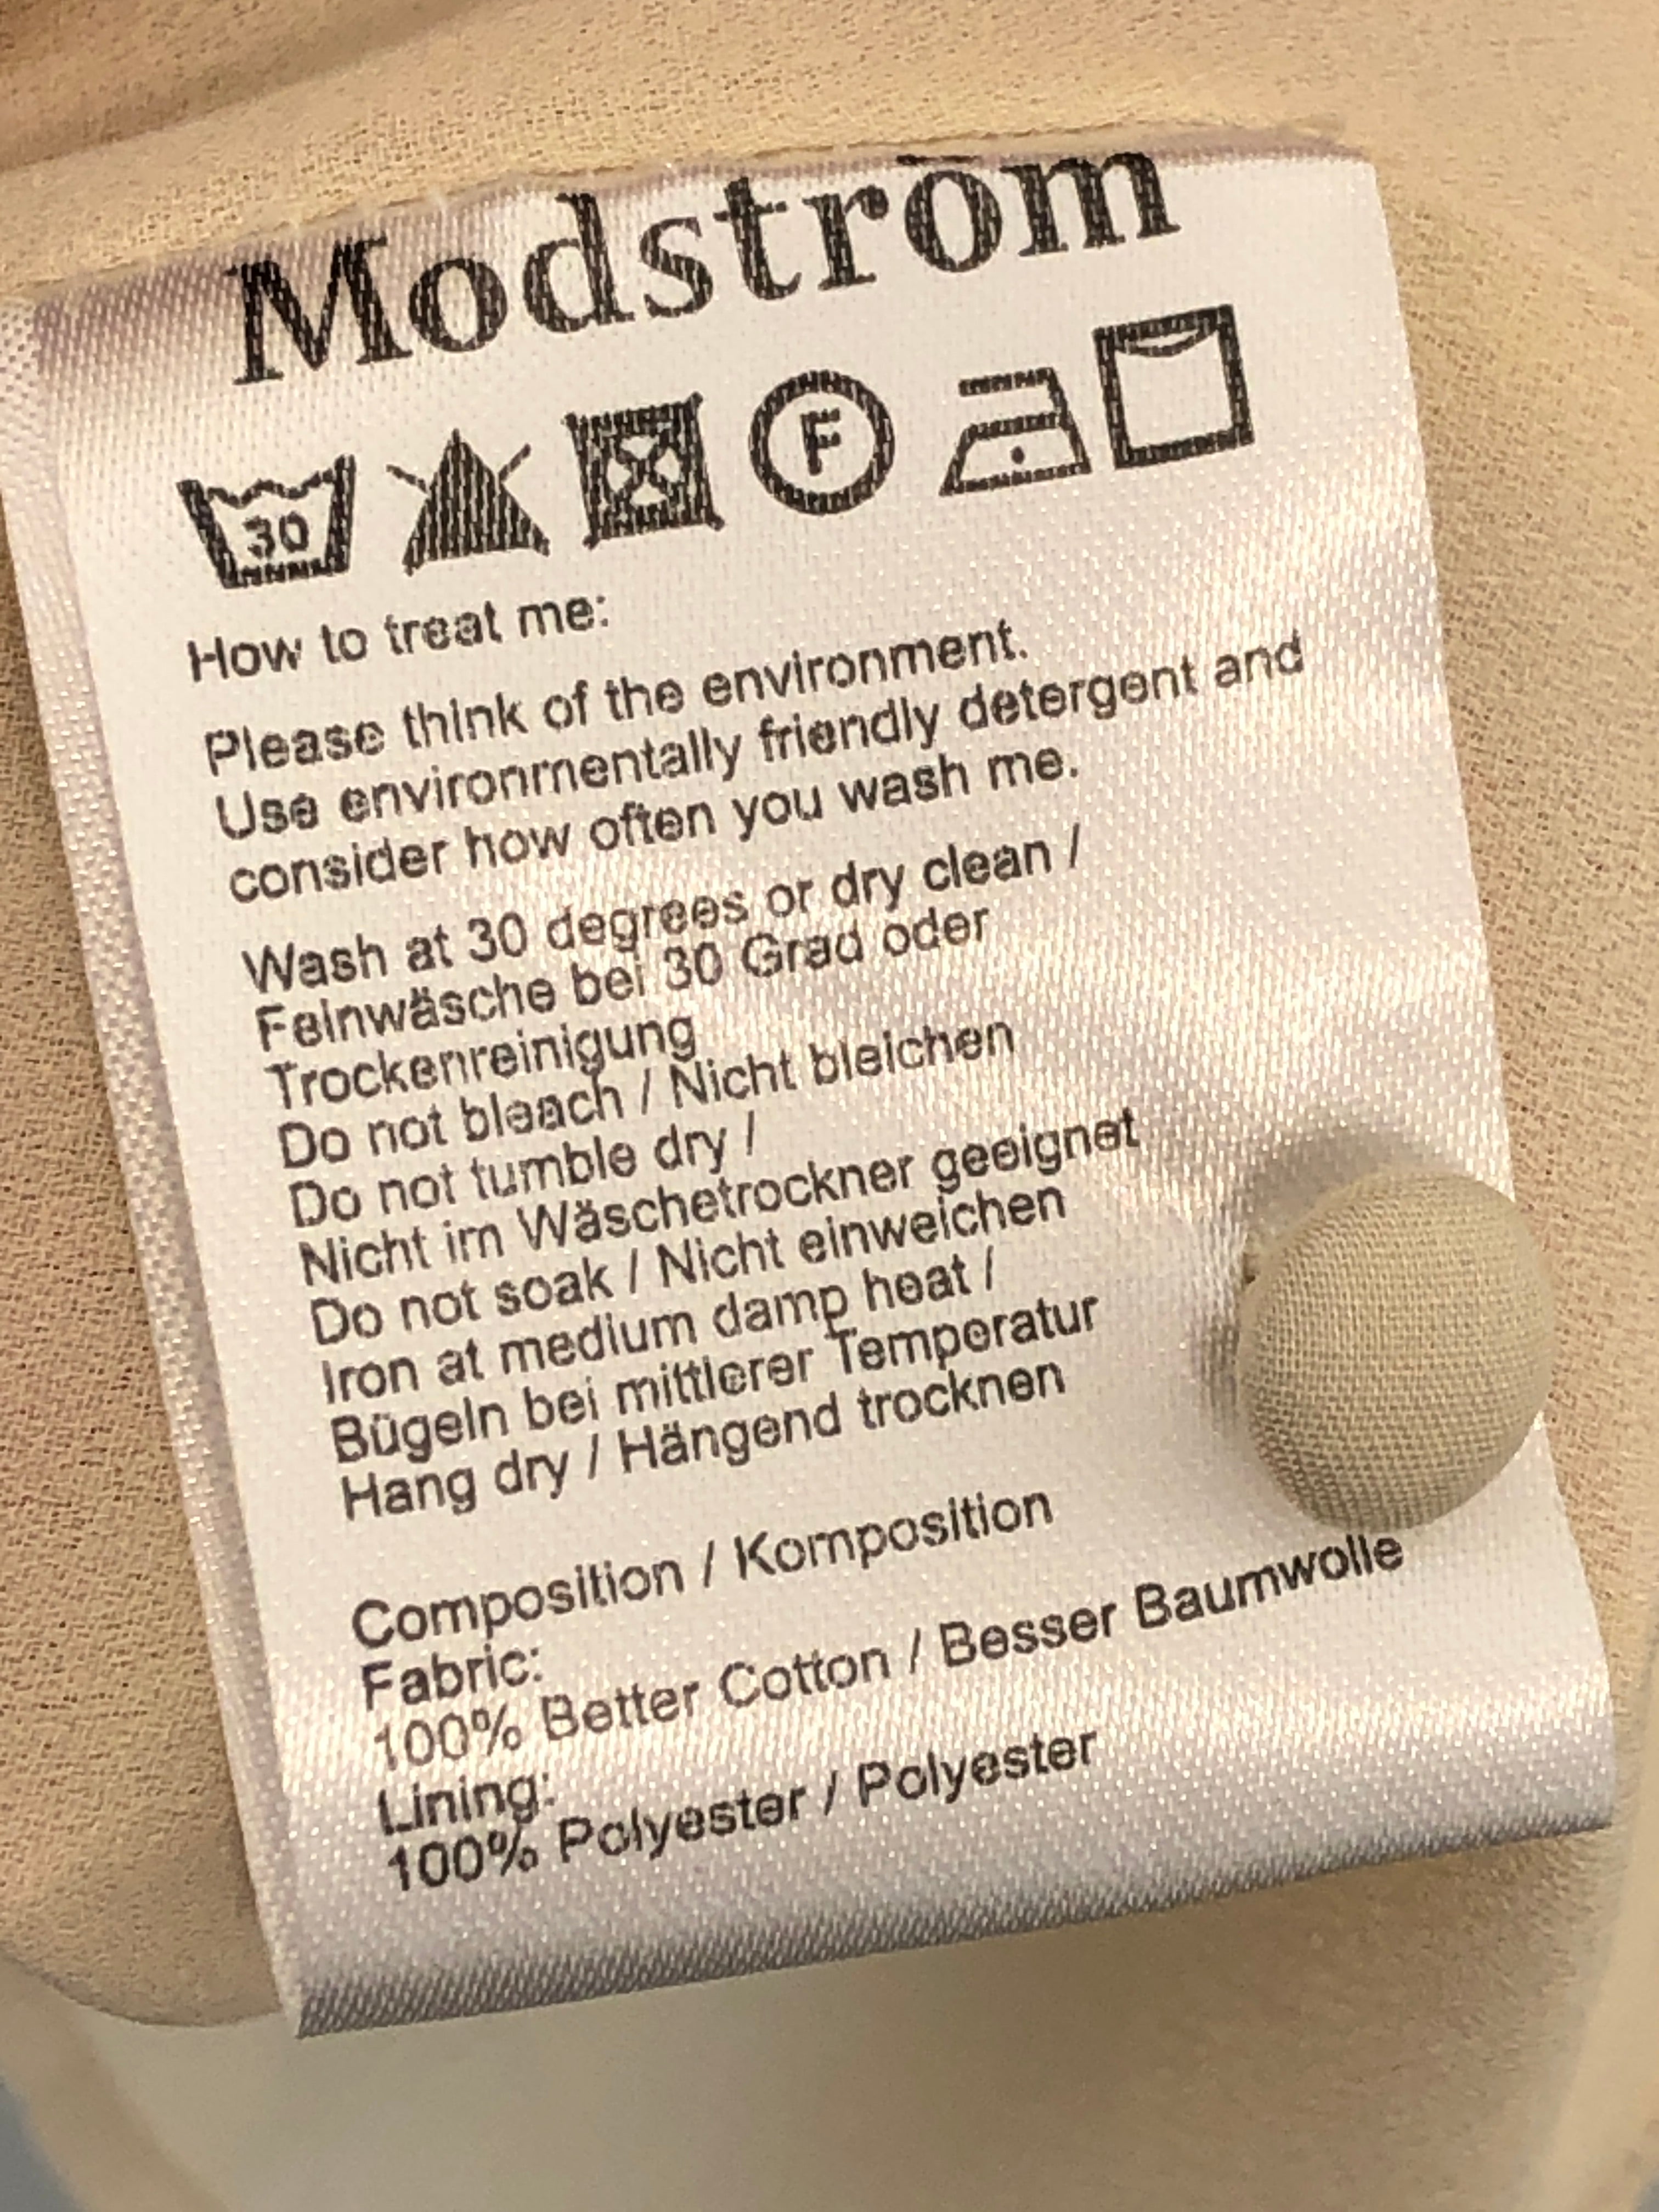 Modström
30
F
How to treat me:
Please think of the environment.
Use environmentally friendly detergent and
consider how often you wash me.
Wash at 30 degrees or dry clean /
Feinwäsche bei 30 Grad oder
Trockenreinigung
Do not bleach / Nicht bleichen
Do not tumble dry /
Nicht im Wäschetrockner geeignet
Do not soak / Nicht einweichen
Iron at medium damp heat /
Bügeln bei mittlerer Temperatur
Hang dry / Hängend trocknen
Composition / Komposition
Fabric:
100% Better Cotton / Besser Baumwolle
Lining:
100% Polyester / Polyester